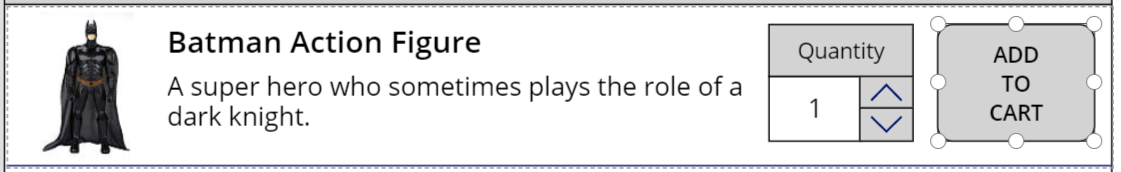 Batman Action Figure
A super hero who sometimes plays the role of a
dark knight.
Quantity
1
ADD
TO
CART